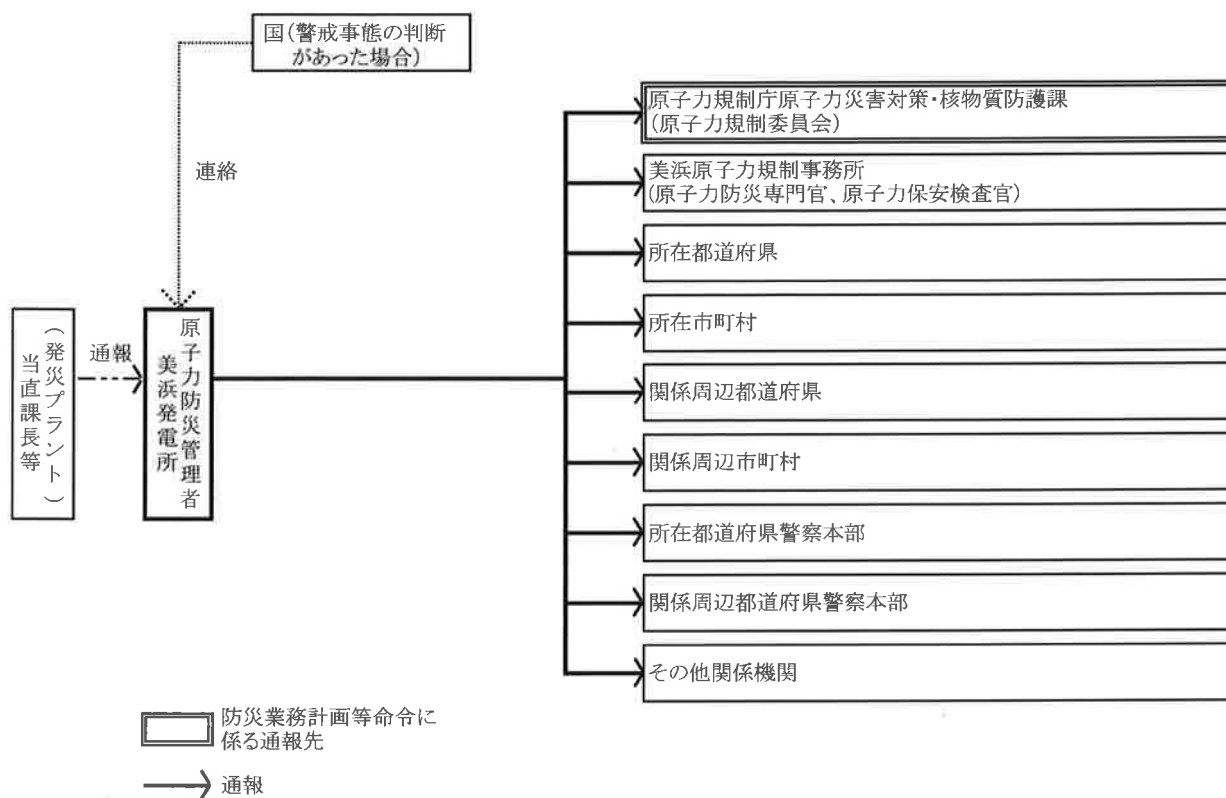 国(警戒事態の判断
があった場合)
連絡
(発災プラント)
当直課長等
通報
原子力防災管理者
美浜発電所
原子力規制庁原子力災害対策・核物質防護課
(原子力規制委員会)
美浜原子力規制事務所
(原子力防災専門官、原子力保安検査官)
所在都道府県
所在市町村
関係周辺都道府県
関係周辺市町村
所在都道府県警察本部
関係周辺都道府県警察本部
その他関係機関
防災業務計画等命令に
係る通報先
通報